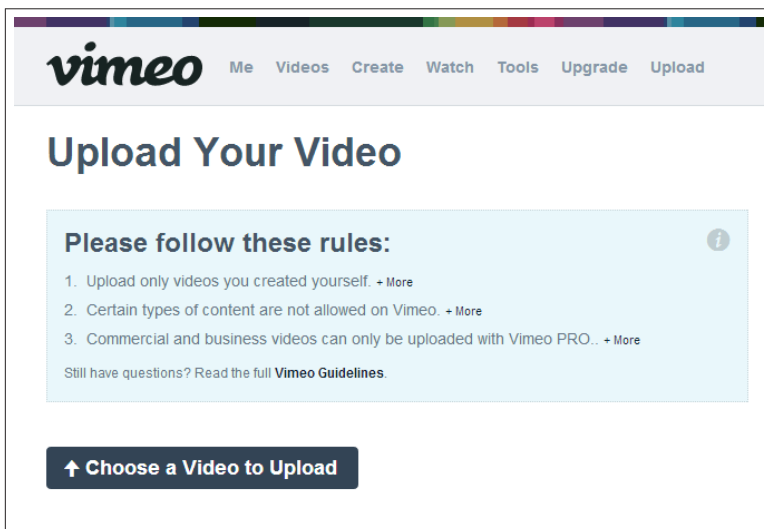 vimeo Me Videos Create Watch Tools Upgrade Upload
Upload Your Video
Please follow these rules:
1. Upload only videos you created yourself. + More
2. Certain types of content are not allowed on Vimeo. + More
3. Commercial and business videos can only be uploaded with Vimeo PRO.. + More
Still have questions? Read the full Vimeo Guidelines.
Choose a Video to Upload